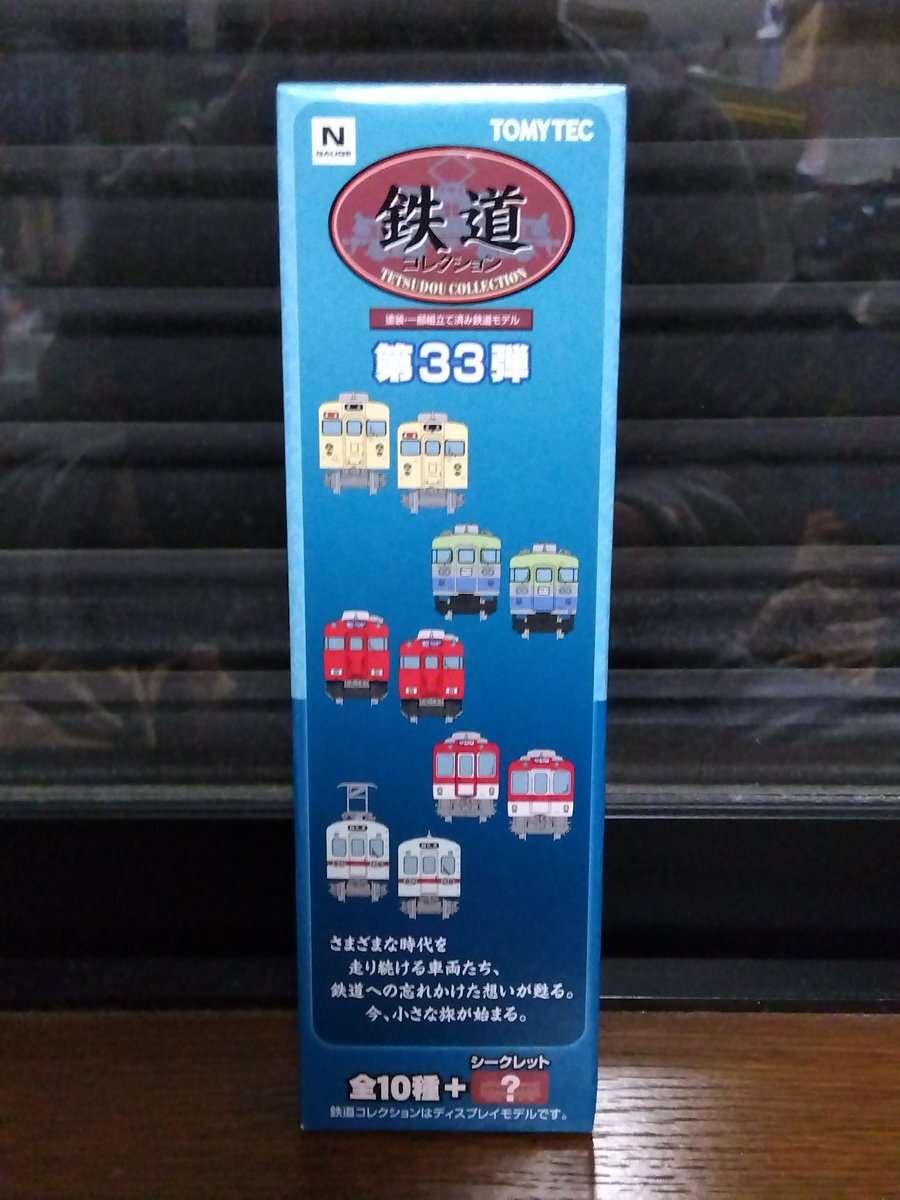 N
GAUGE
TOMYTEC
鉄道
コレクション
TETSUDOU COLLECTION
塗装・一部組立て済み鉄道モデル
第33弾
さまざまな時代を
走り続ける車両たち、
鉄道への忘れかけた想いが甦る。
今、小さな旅が始まる。
シークレット
全10種+?
鉄道コレクションはディスプレイモデルです。